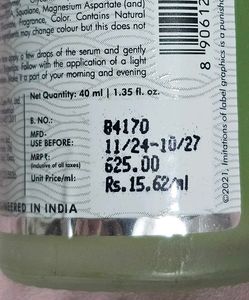 Squalane, Magnesium Aspartate (and)
Fragrance, Color. Contains Natural
may change colour but this does not
a few drops of the serum and gently
Follow with the application of a light
it a part of your morning and evening
Net Quantity: 40 ml | 1.35 fl. oz.
B. NO.: 84170
MFD-
USE BEFORE: 11/24-10/27
MRP₹: 625.00
(Inclusive of all taxes)
Unit Price/ml: Rs.15.62/ml
IN INDIA
©2021, Imitations of label graphics is a punishable
8 90612